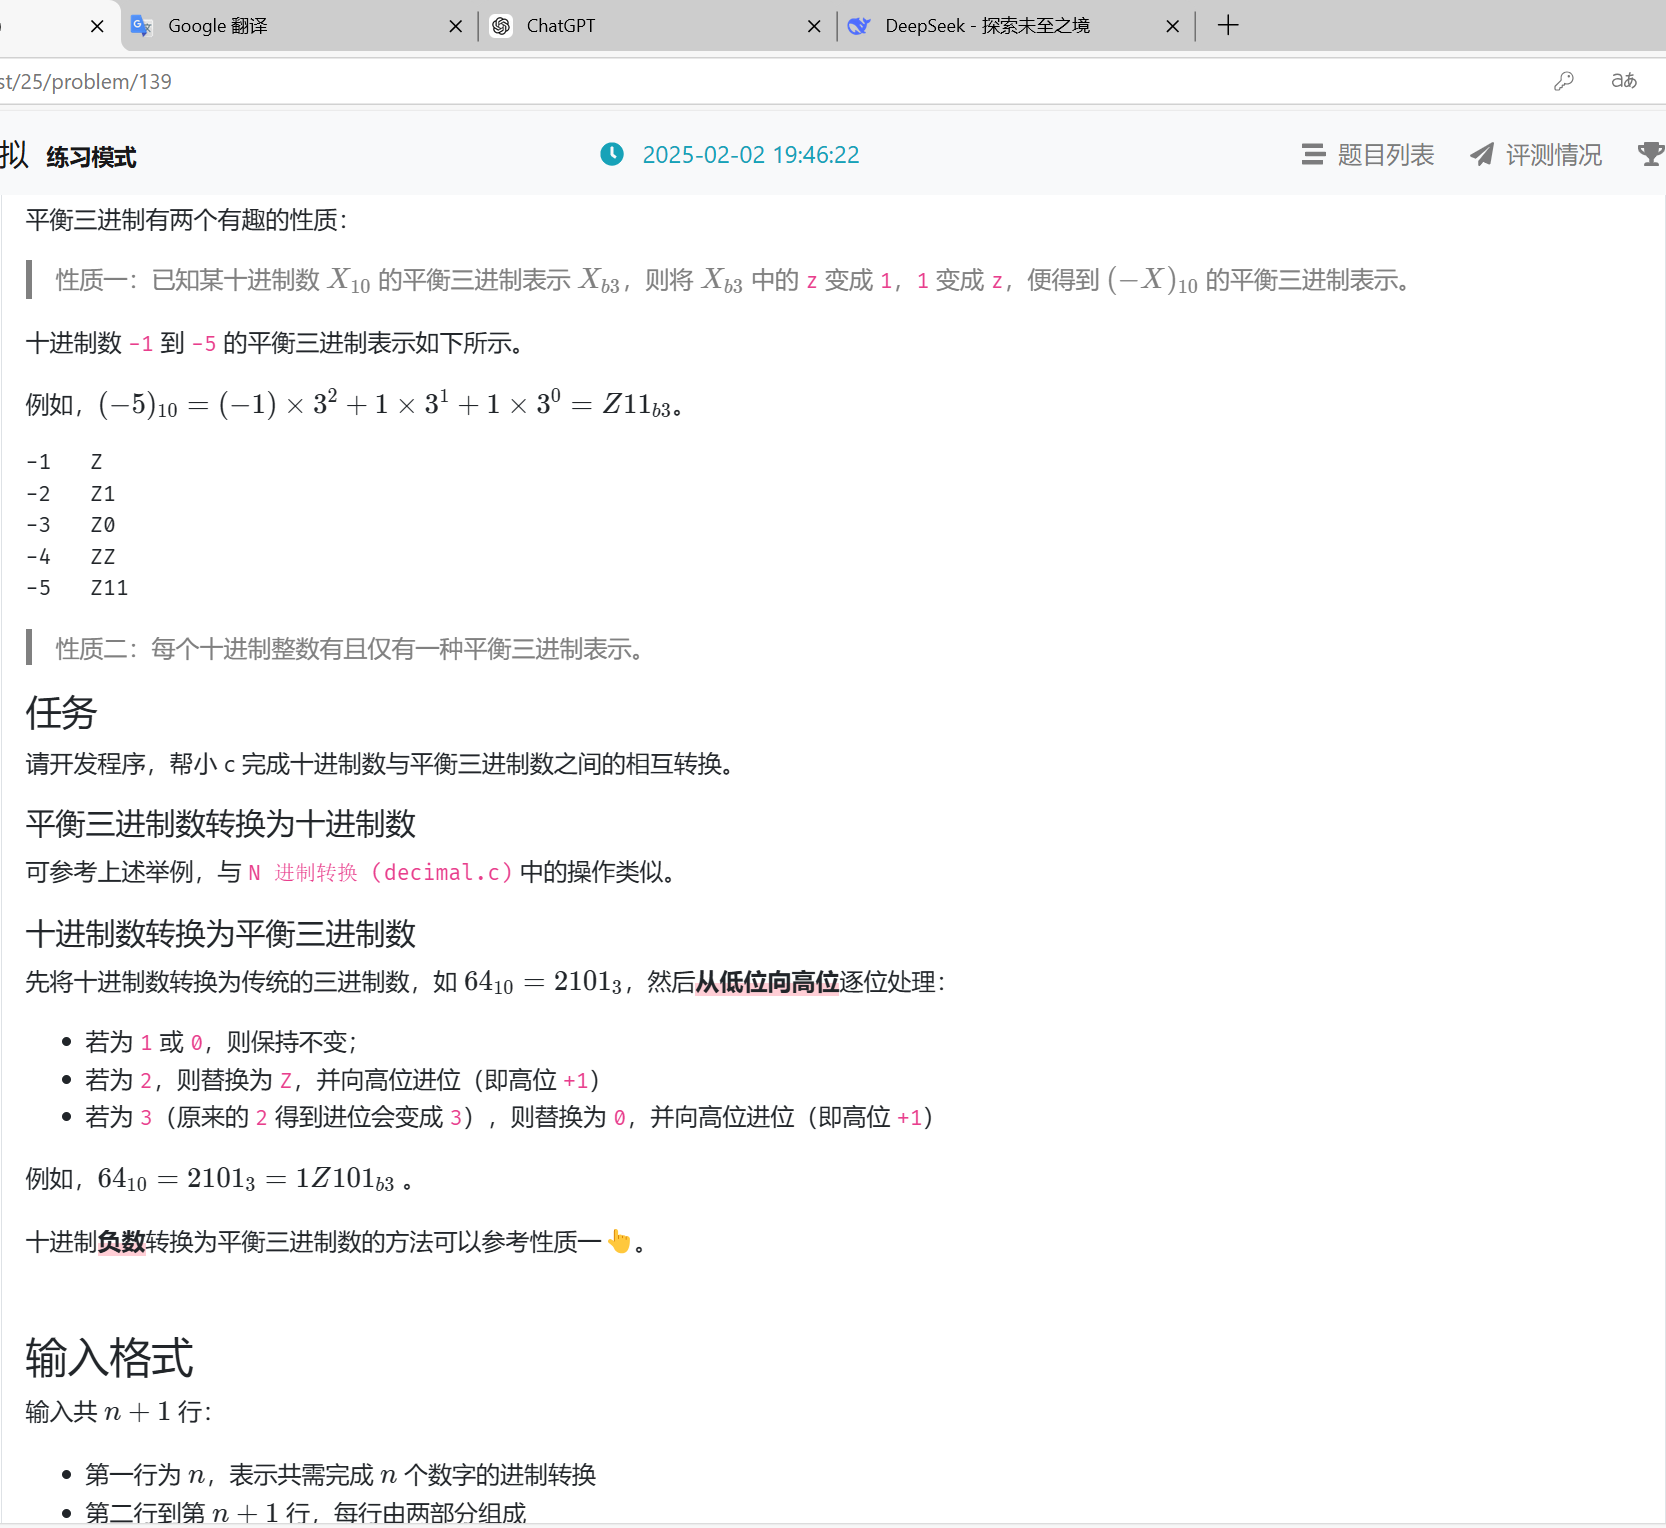 Google 翻译
ChatGPT
DeepSeek - 探索未至之境
st/25/problem/139
aあ
拟 练习模式
2025-02-02 19:46:22
题目列表
评测情况
平衡三进制有两个有趣的性质：
性质一：已知某十进制数 X₁₀ 的平衡三进制表示 X_{b3}，则将 X_{b3} 中的 z 变成 1，1 变成 z，便得到 (−X)₁₀ 的平衡三进制表示。
十进制数 -1 到 -5 的平衡三进制表示如下所示。
例如，(−5)₁₀ = (−1) × 3² + 1 × 3¹ + 1 × 3⁰ = Z11_{b3}。
-1 Z
-2 Z1
-3 Z0
-4 ZZ
-5 Z11
性质二：每个十进制整数有且仅有一种平衡三进制表示。
任务
请开发程序，帮小 c 完成十进制数与平衡三进制数之间的相互转换。
平衡三进制数转换为十进制数
可参考上述举例，与 N 进制转换 (decimal.c) 中的操作类似。
十进制数转换为平衡三进制数
先将十进制数转换为传统的三进制数，如 64₁₀ = 2101₃，然后从低位向高位逐位处理：
若为 1 或 0，则保持不变；
若为 2，则替换为 Z，并向高位进位（即高位 +1）
若为 3（原来的 2 得到进位会变成 3），则替换为 0，并向高位进位（即高位 +1）
例如，64₁₀ = 2101₃ = 1Z101_{b3} 。
十进制负数转换为平衡三进制数的方法可以参考性质一👆。
输入格式
输入共 n + 1 行：
第一行为 n，表示共需完成 n 个数字的进制转换
第二行到第 n + 1 行，每行由两部分组成